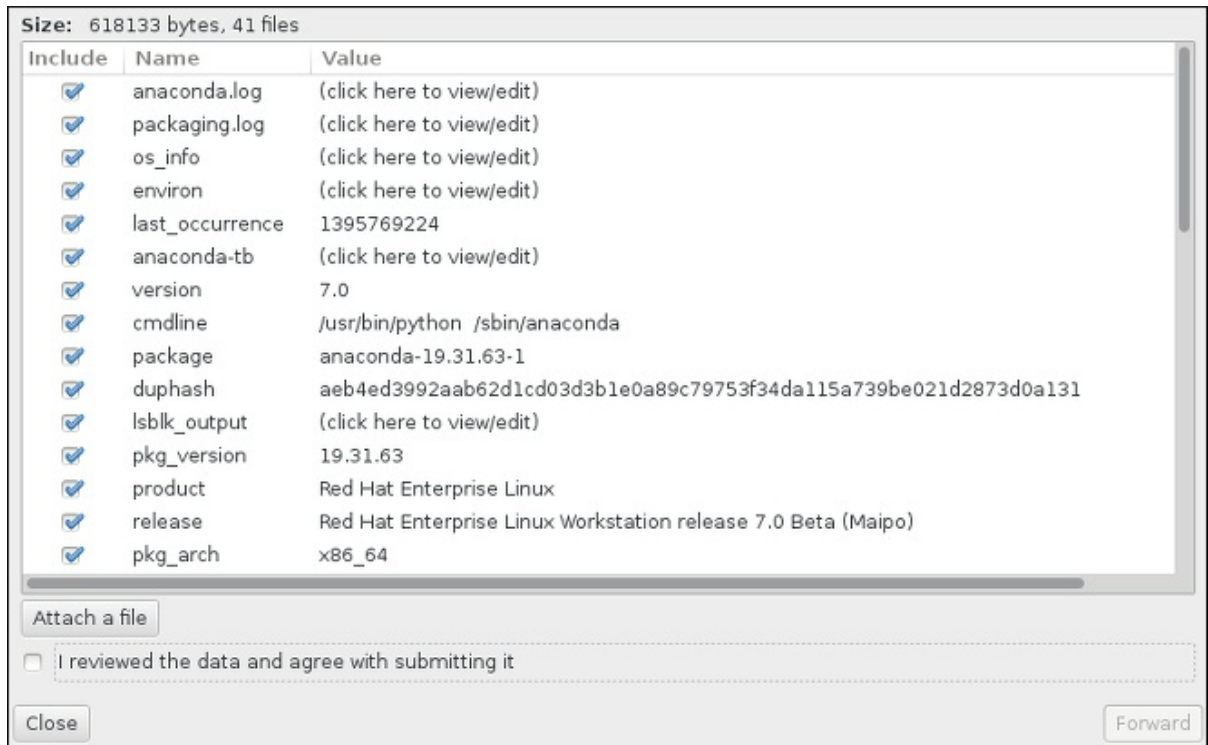 Size: 618133 bytes, 41 files
Include Name Value
anaconda.log (click here to view/edit)
packaging.log (click here to view/edit)
os_info (click here to view/edit)
environ (click here to view/edit)
last_occurrence 1395769224
anaconda-tb (click here to view/edit)
version 7.0
cmdline /usr/bin/python /sbin/anaconda
package anaconda-19.31.63-1
duphash aeb4ed3992aab62d1cd03d3b1e0a89c79753f34da115a739be021d2873d0a131
lsblk_output (click here to view/edit)
pkg_version 19.31.63
product Red Hat Enterprise Linux
release Red Hat Enterprise Linux Workstation release 7.0 Beta (Maipo)
pkg_arch x86_64
Attach a file
I reviewed the data and agree with submitting it
Close Forward